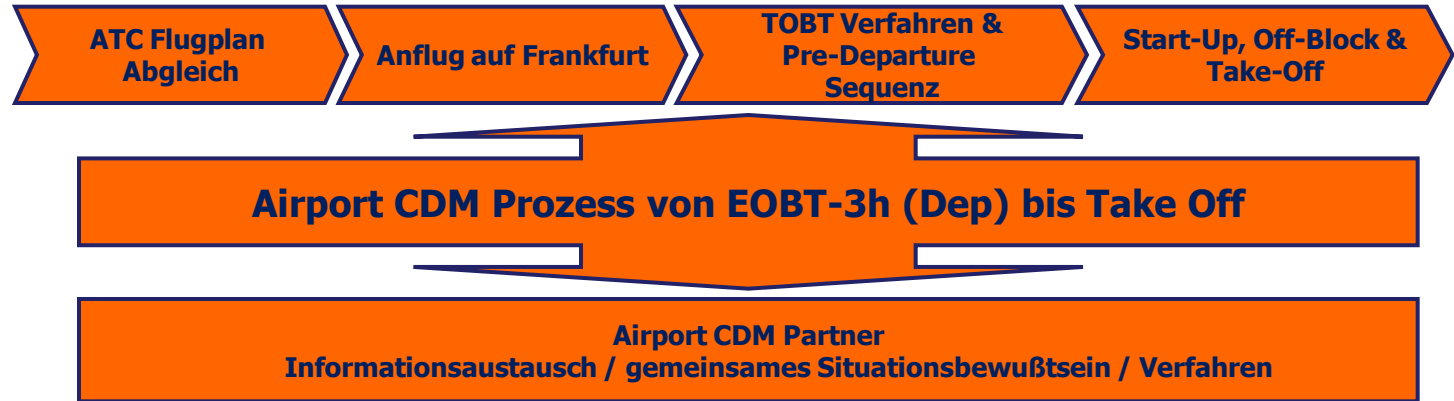 ATC Flugplan
Abgleich
Anflug auf Frankfurt
TOBT Verfahren &
Pre-Departure
Sequenz
Start-Up, Off-Block &
Take-Off
Airport CDM Prozess von EOBT-3h (Dep) bis Take Off
Airport CDM Partner
Informationsaustausch / gemeinsames Situationsbewußtsein / Verfahren